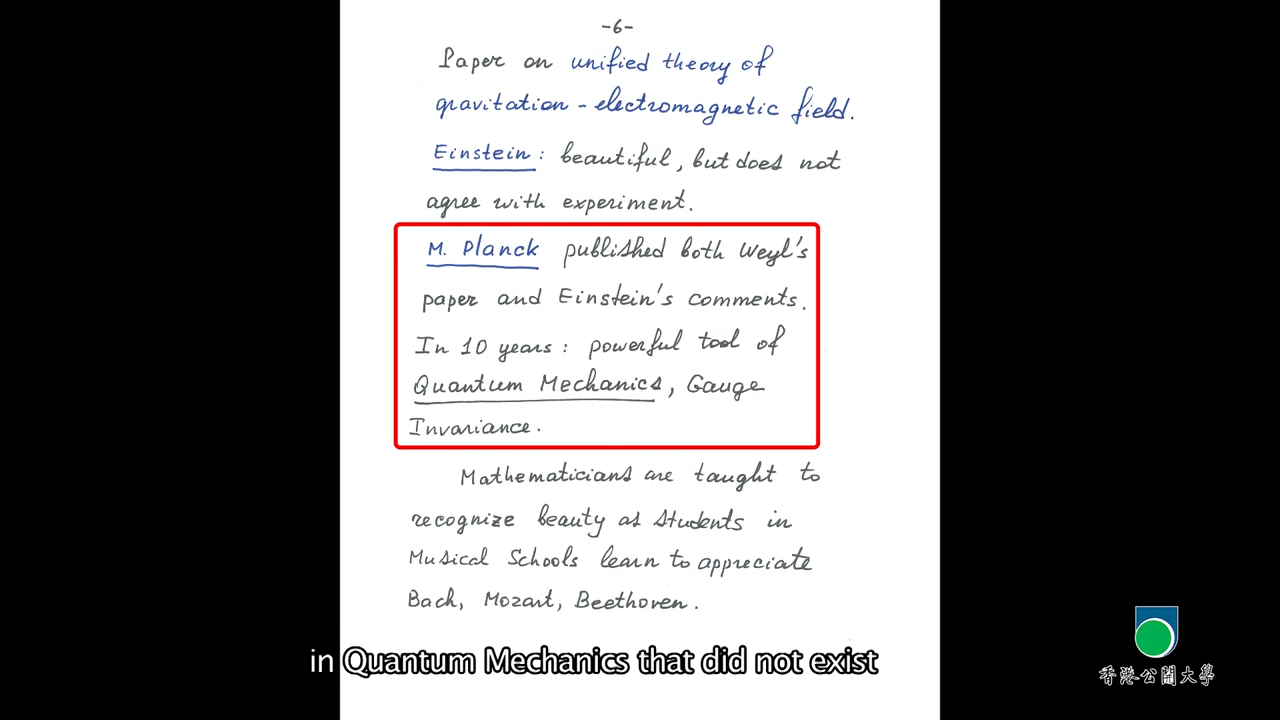 -6-
Paper on unified theory of
gravitation - electromagnetic field.
Einstein: beautiful, but does not
agree with experiment.
M. Planck published both Weyl's
paper and Einstein's comments.
In 10 years: powerful tool of
Quantum Mechanics, Gauge
Invariance.
Mathematicians are taught to
recognize beauty as students in
Musical Schools learn to appreciate
Bach, Mozart, Beethoven.
in Quantum Mechanics that did not exist
香港公開大學